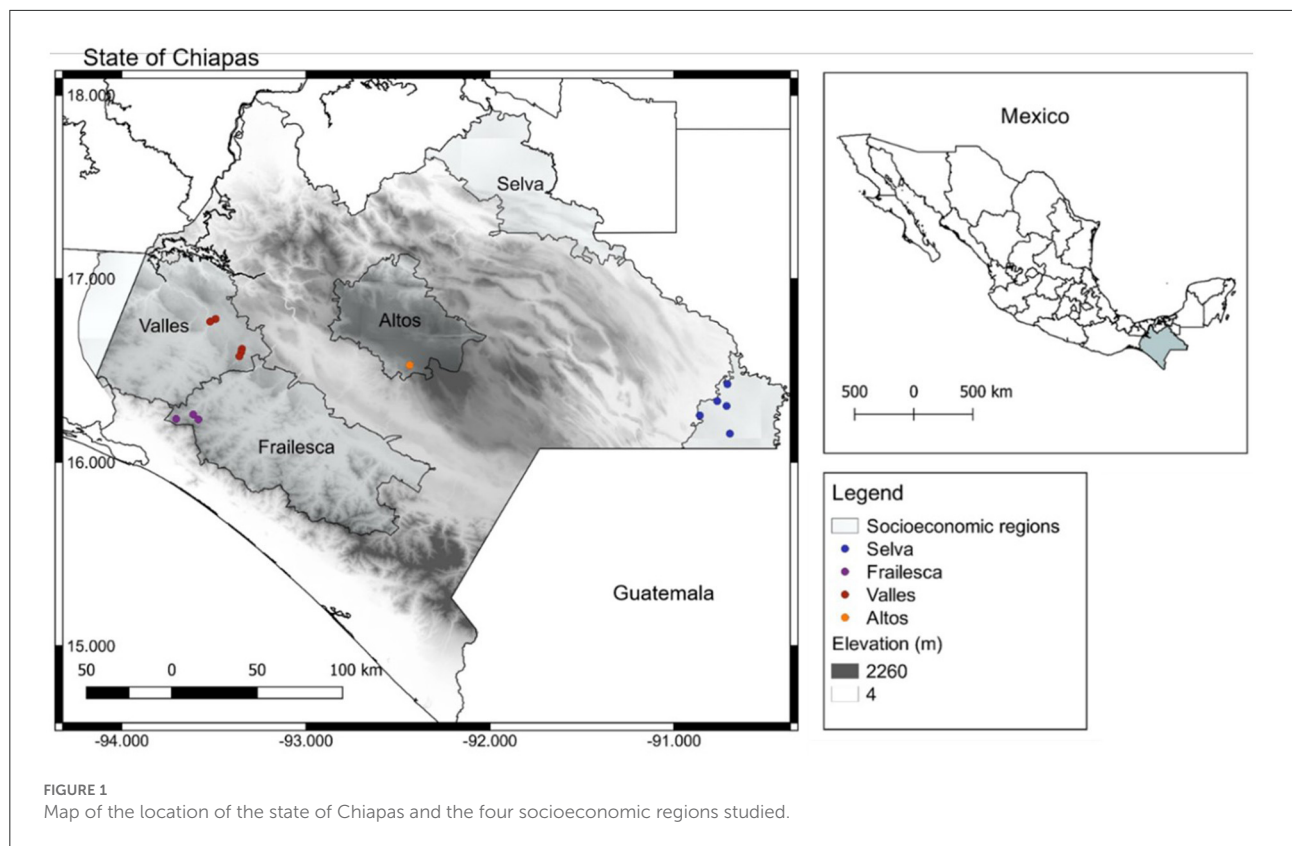 State of Chiapas
18.000
17.000
16.000
15.000
-94.000
-93.000
-92.000
-91.000
Selva
Altos
Valles
Frailesca
Guatemala
50
0
50
100 km
Mexico
500
0
500 km
Legend
Socioeconomic regions
Selva
Frailesca
Valles
Altos
Elevation (m)
2260
4
FIGURE 1
Map of the location of the state of Chiapas and the four socioeconomic regions studied.